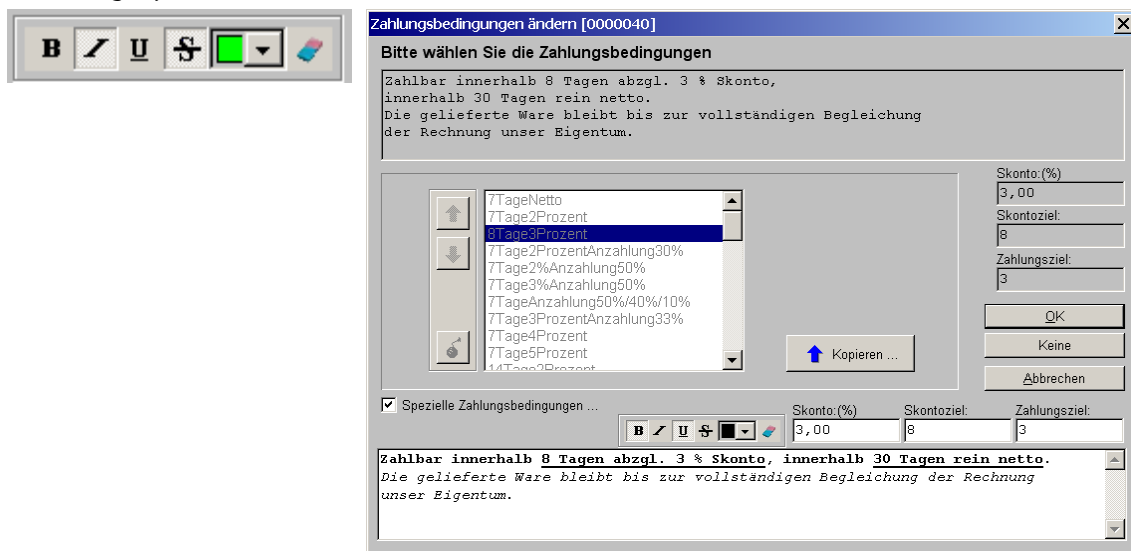 B I U S
Zahlungsbedingungen ändern [0000040]
Bitte wählen Sie die Zahlungsbedingungen
Zahlbar innerhalb 8 Tagen abzgl. 3 % Skonto,
innerhalb 30 Tagen rein netto.
Die gelieferte Ware bleibt bis zur vollständigen Begleichung
der Rechnung unser Eigentum.
7TageNetto
7Tage2Prozent
8Tage3Prozent
7Tage2ProzentAnzahlung30%
7Tage2%Anzahlung50%
7Tage3%Anzahlung50%
7TageAnzahlung50%/40%/10%
7Tage3ProzentAnzahlung33%
7Tage4Prozent
7Tage5Prozent
14Tage2Prozent
Kopieren ...
Skonto:(%)
3,00
Skontoziel:
8
Zahlungsziel:
3
OK
Keine
Abbrechen
Spezielle Zahlungsbedingungen ...
B I U S
Skonto:(%) Skontoziel: Zahlungsziel:
3,00 8 3
Zahlbar innerhalb 8 Tagen abzgl. 3 % Skonto, innerhalb 30 Tagen rein netto.
Die gelieferte Ware bleibt bis zur vollständigen Begleichung der Rechnung
unser Eigentum.